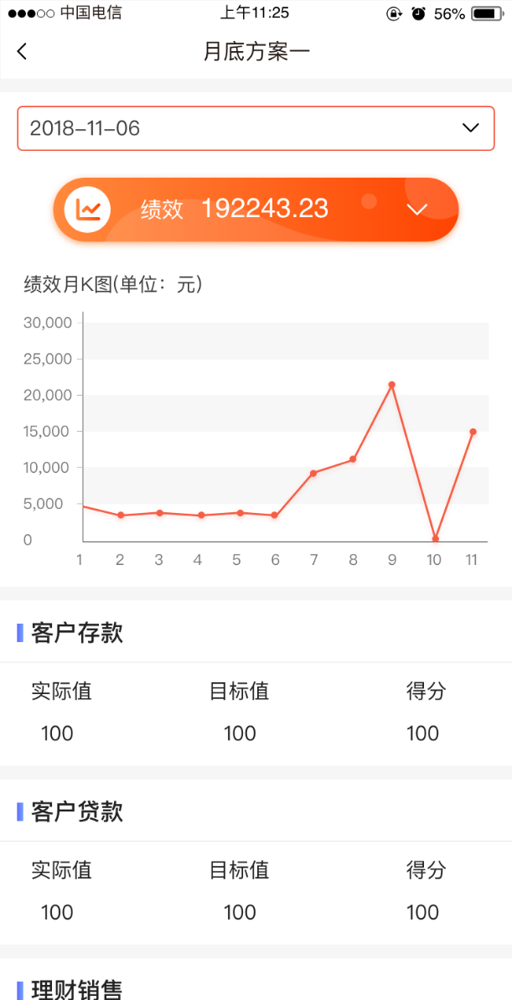 中国电信 上午11:25 56%
月底方案一
2018-11-06
绩效 192243.23
绩效月K图(单位：元)
30,000
25,000
20,000
15,000
10,000
5,000
0
1 2 3 4 5 6 7 8 9 10 11
客户存款
实际值 目标值 得分
100 100 100
客户贷款
实际值 目标值 得分
100 100 100
理财销售